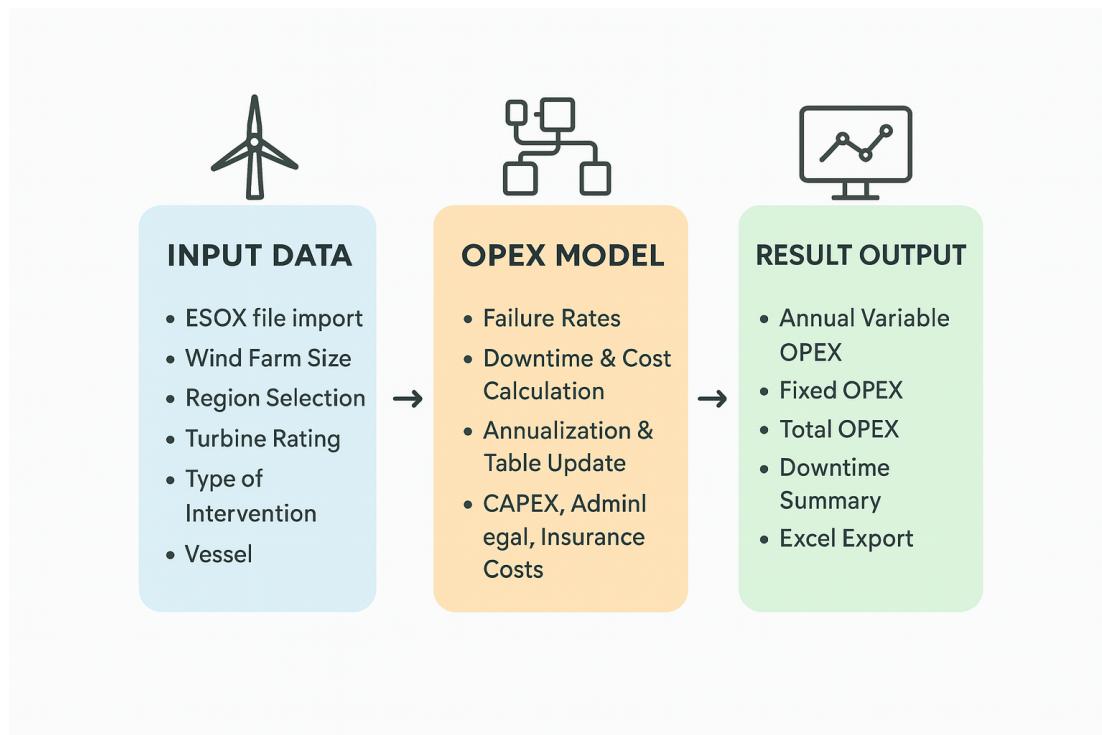 INPUT DATA
• ESOX file import
• Wind Farm Size
• Region Selection
• Turbine Rating
• Type of
Intervention
• Vessel
OPEX MODEL
• Failure Rates
• Downtime & Cost
Calculation
• Annualization &
Table Update
• CAPEX, Adminl
egal, Insurance
Costs
RESULT OUTPUT
• Annual Variable
OPEX
• Fixed OPEX
• Total OPEX
• Downtime
Summary
• Excel Export